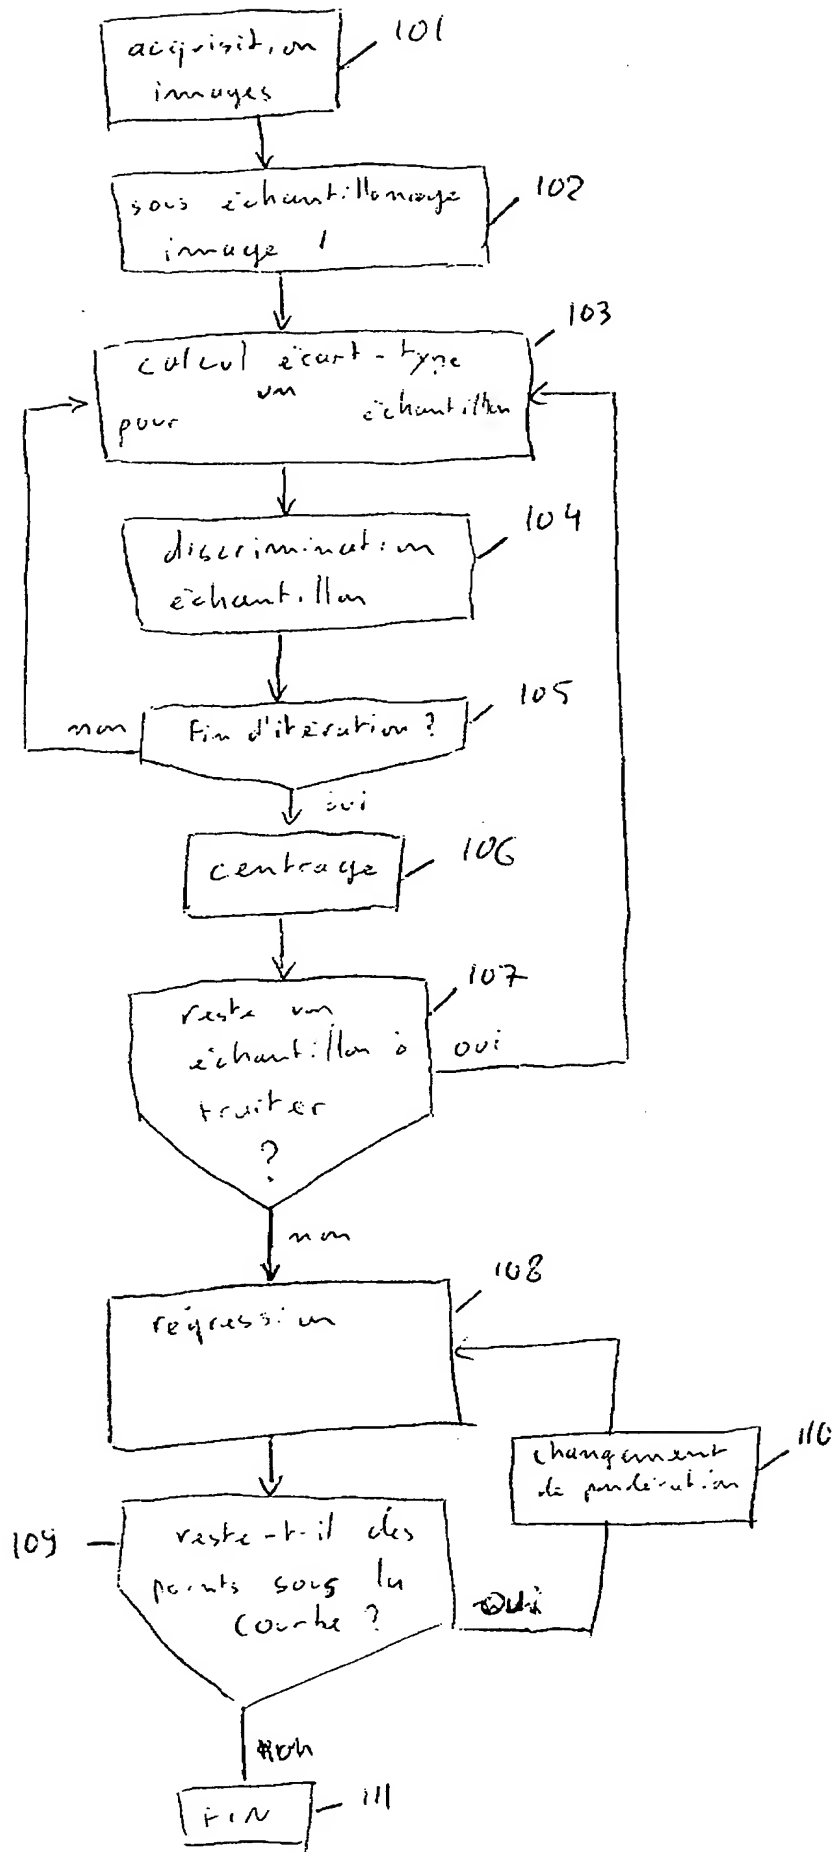 acquisition
images
101
sous échantillonnage
image 1
102
103
calcul écart-type
pour un échantillon
104
discrimination
échantillon
105
Fin d'itération ?
non
oui
centrage
106
107
reste un
échantillon à
traiter
?
oui
non
108
régression
changement
de pondération
110
109
reste-t-il des
points sous la
courbe ?
oui
non
FIN
111